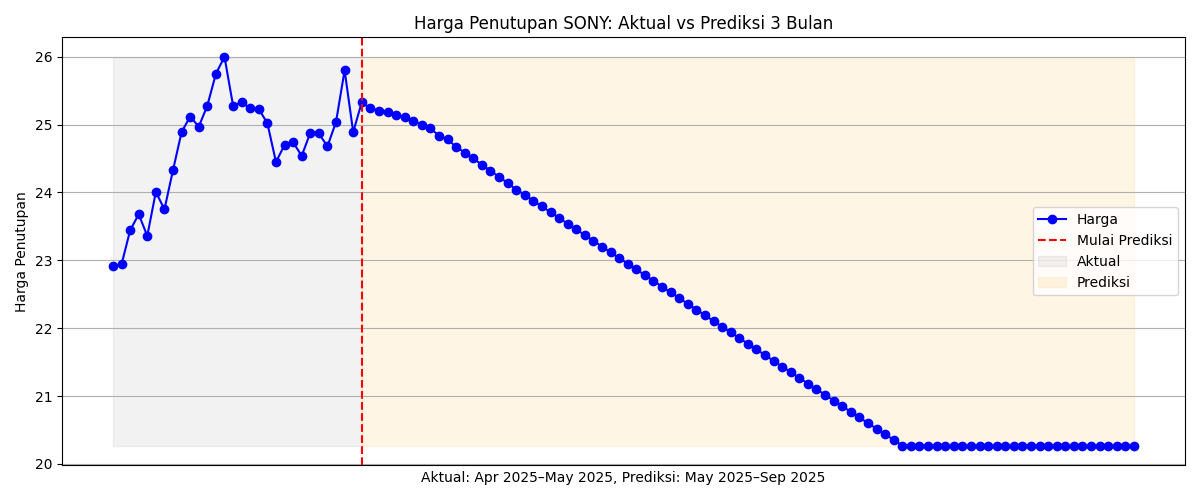 Harga Penutupan SONY: Aktual vs Prediksi 3 Bulan
Harga Penutupan
26
25
24
23
22
21
20
Harga
Mulai Prediksi
Aktual
Prediksi
Aktual: Apr 2025–May 2025, Prediksi: May 2025–Sep 2025